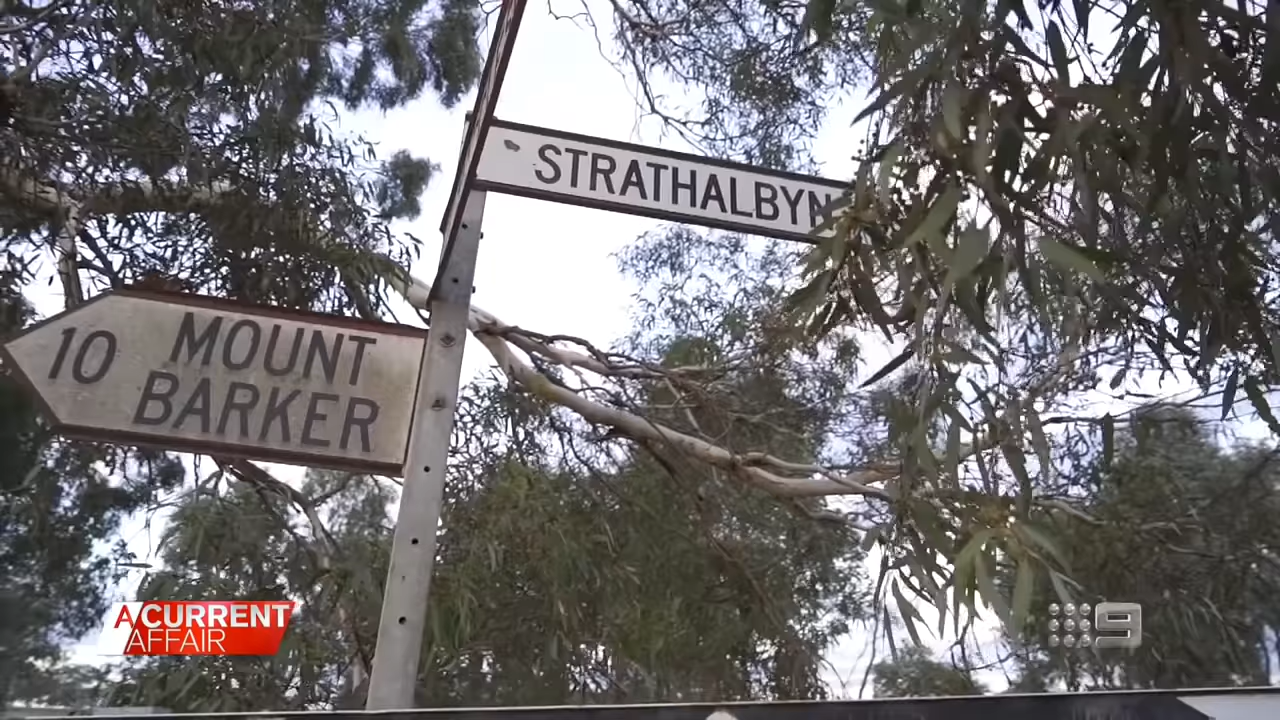 STRATHALBYN
10 MOUNT
BARKER
A CURRENT
AFFAIR
9